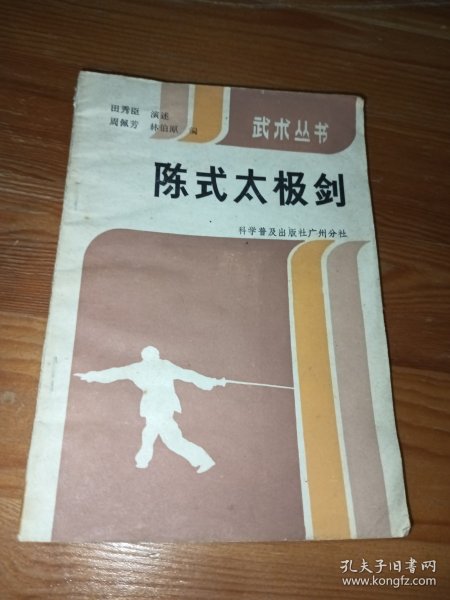 田秀臣 演述
周佩芳 林伯原 编
武术丛书
陈式太极剑
科学普及出版社广州分社
孔夫子旧书网
www.kongfz.com